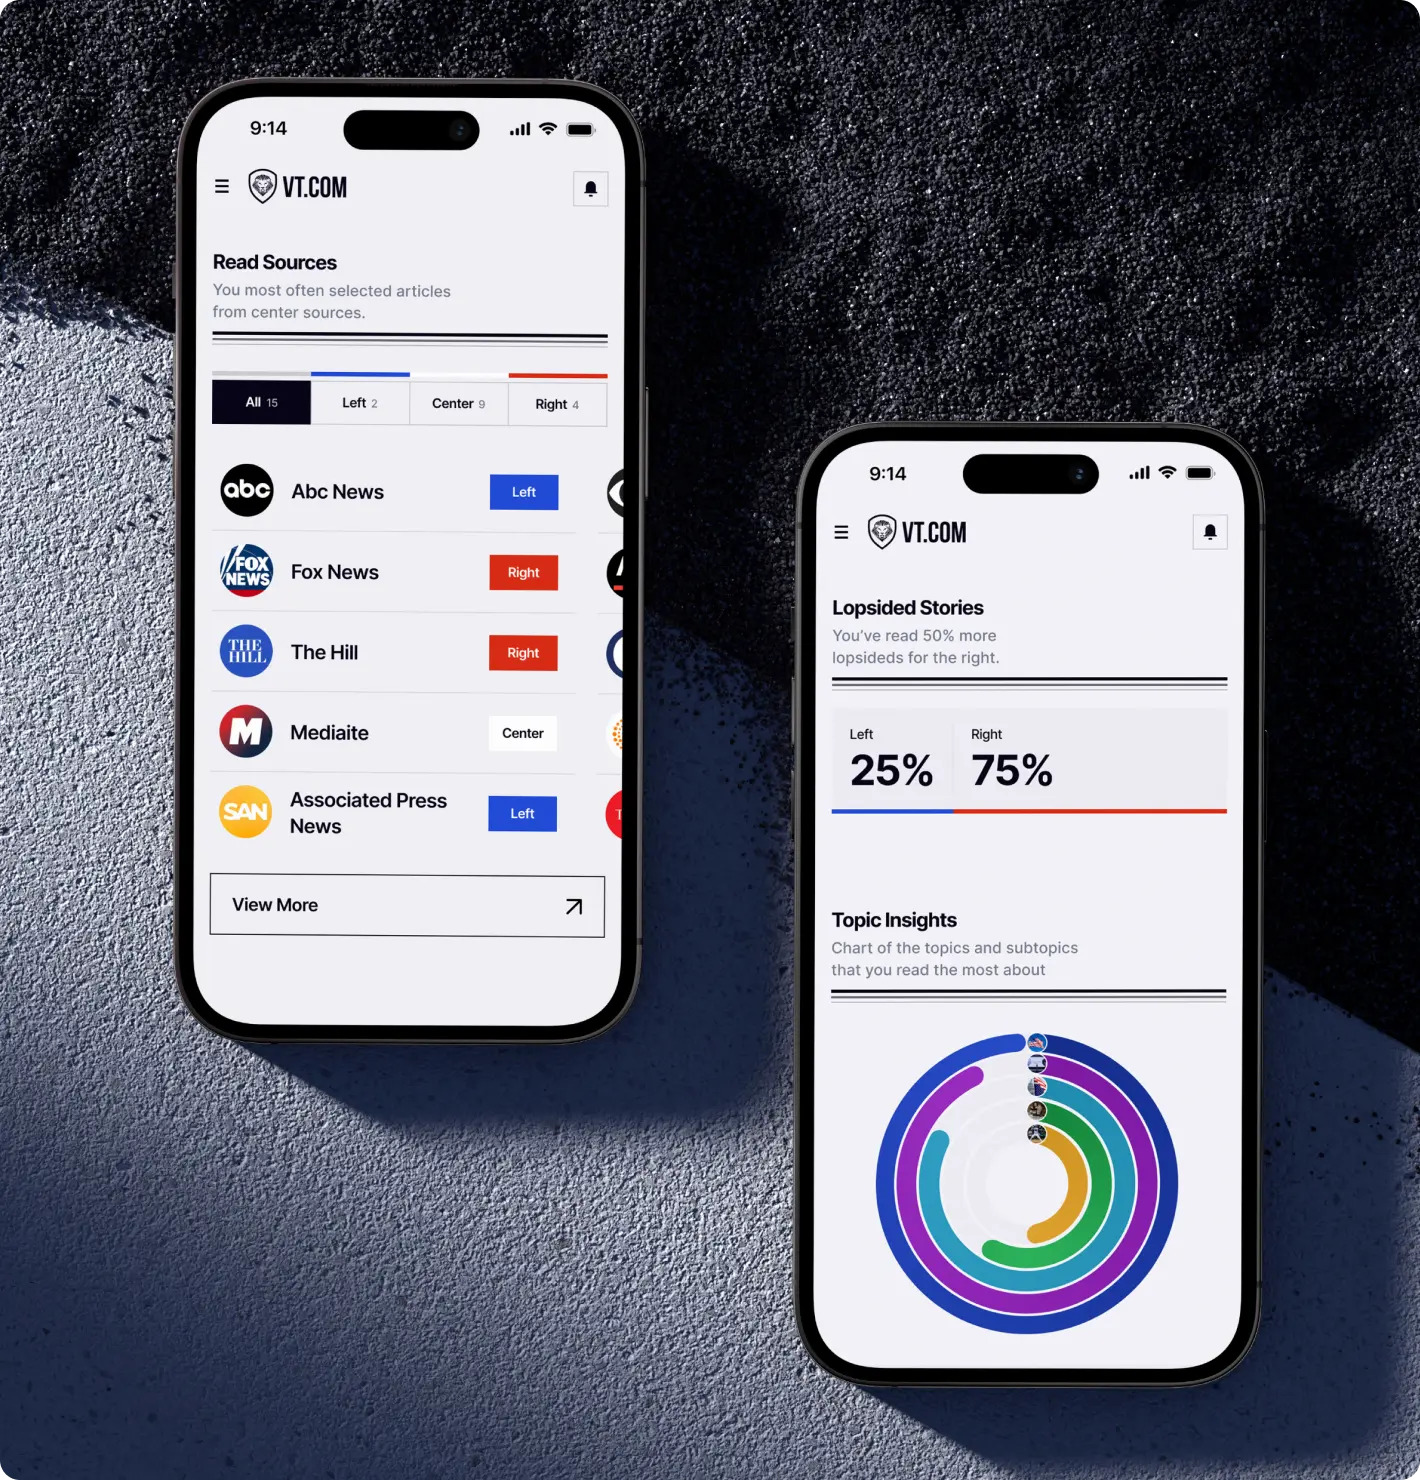 9:14
VT.COM
Read Sources
You most often selected articles
from center sources.
All 15
Left 2
Center 9
Right 4
abc
Abc News
Left
FOX
NEWS
Fox News
Right
THE
HILL
The Hill
Right
M
Mediaite
Center
SAN
Associated Press
News
Left
T
View More
9:14
VT.COM
Lopsided Stories
You've read 50% more
lopsideds for the right.
Left
Right
25%
75%
Topic Insights
Chart of the topics and subtopics
that you read the most about